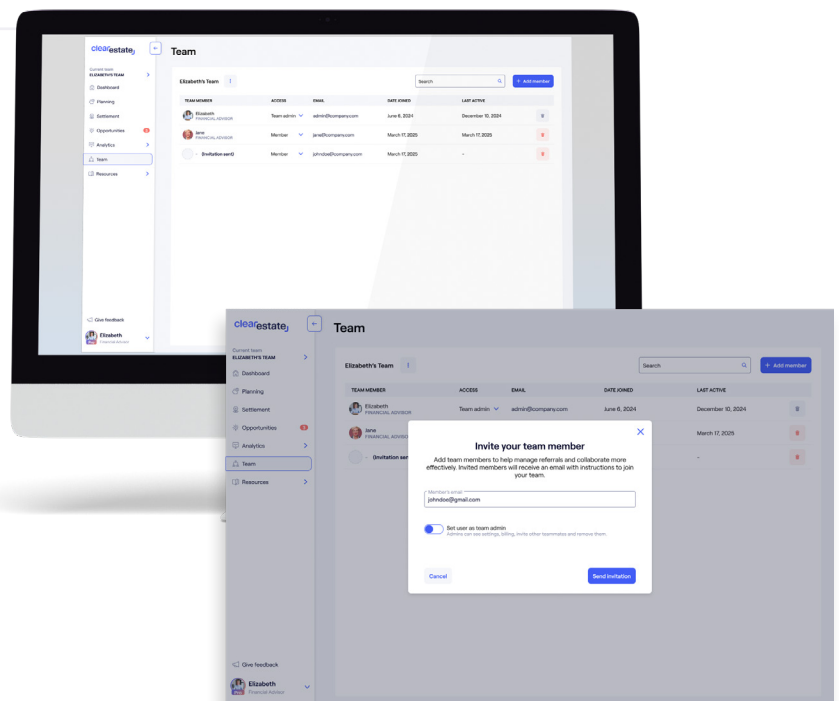 clearestate
Team
Current team
ELIZABETH'S TEAM
Elizabeth's Team
Search
+ Add member
Dashboard
TEAM MEMBER ACCESS EMAIL DATE JOINED LAST ACTIVE
Planning
Elizabeth
FINANCIAL ADVISOR
Team admin admin@company.com June 6, 2024 December 10, 2024
Settlement
Opportunities
Jane
FINANCIAL ADVISOR
Member jane@company.com March 17, 2025 March 17, 2025
Analytics
- (Invitation sent) Member johndoe@company.com March 17, 2025 -
Team
Resources
Give feedback
Elizabeth
Financial Advisor
clearestate
Team
Current team
ELIZABETH'S TEAM
Elizabeth's Team
Search
+ Add member
Dashboard
TEAM MEMBER ACCESS EMAIL DATE JOINED LAST ACTIVE
Planning
Elizabeth
FINANCIAL ADVISOR
Team admin admin@company.com June 6, 2024 December 10, 2024
Settlement
Opportunities
Jane
FINANCIAL ADVISO
March 17, 2025
Analytics
- (Invitation sen
-
Team
Resources
Invite your team member
Add team members to help manage referrals and collaborate more
effectively. Invited members will receive an email with instructions to join
your team.
Member's email
johndoe@gmail.com
Set user as team admin
Admins can see settings, billing, invite other teammates and remove them
Cancel
Send invitation
Give feedback
Elizabeth
Financial Advisor